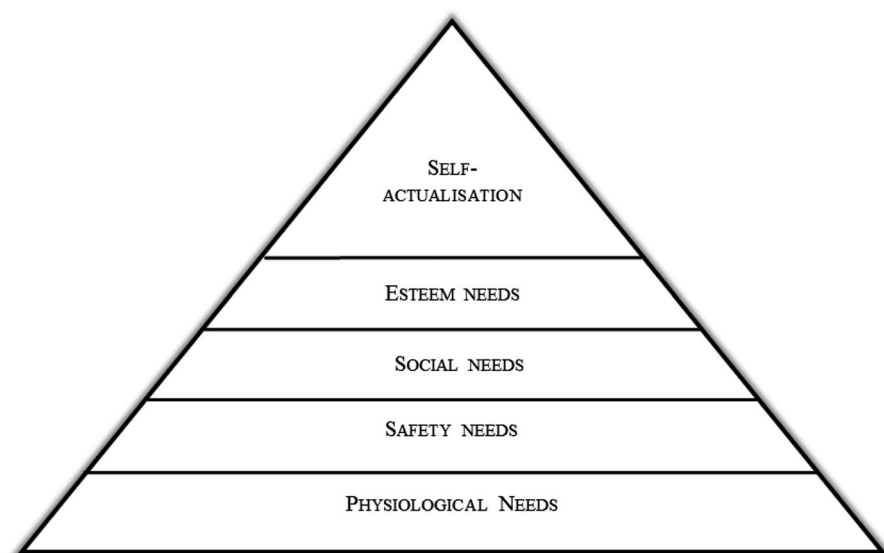 SELF-
ACTUALISATION
ESTEEM NEEDS
SOCIAL NEEDS
SAFETY NEEDS
PHYSIOLOGICAL NEEDS